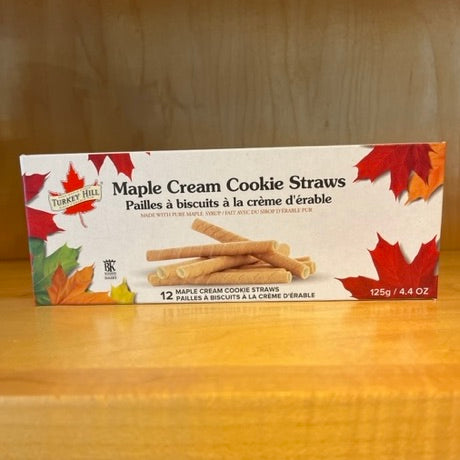 TURKEY HILL
Maple Cream Cookie Straws
Pailles à biscuits à la crème d'érable
MADE WITH PURE MAPLE SYRUP / FAIT AVEC DU SIROP D'ÉRABLE PUR
BK
12 MAPLE CREAM COOKIE STRAWS
PAILLES À BISCUITS À LA CRÈME D'ÉRABLE
125g / 4.4 OZ